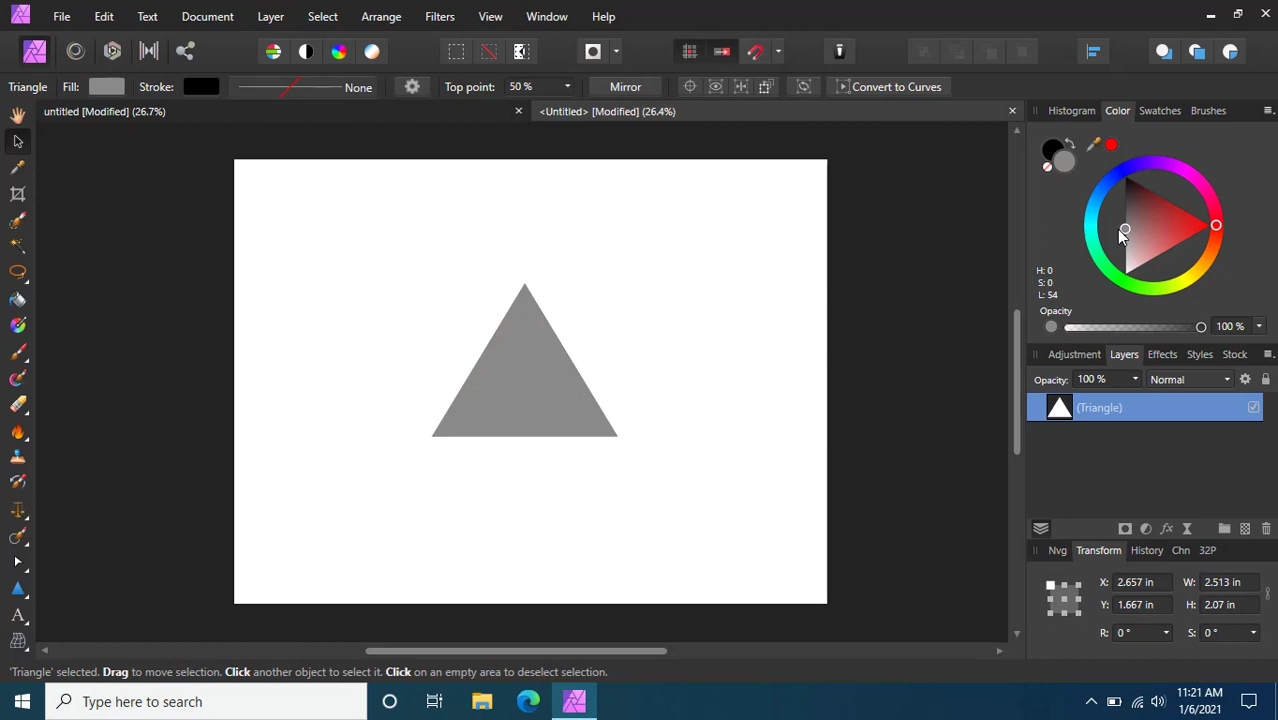 File Edit Text Document Layer Select Arrange Filters View Window Help
Triangle Fill: Stroke: None Top point: 50 % Mirror Convert to Curves
untitled [Modified] (26.7%)
<Untitled> [Modified] (26.4%)
Histogram Color Swatches Brushes
H: 0
S: 0
L: 54
Opacity
100 %
Adjustment Layers Effects Styles Stock
Opacity: 100 % Normal
(Triangle)
fx
Nvg Transform History Chn 32P
X: 2.657 in W: 2.513 in
Y: 1.667 in H: 2.07 in
R: 0 ° S: 0 °
A
'Triangle' selected. Drag to move selection. Click another object to select it. Click on an empty area to deselect selection.
Type here to search
11:21 AM
1/6/2021